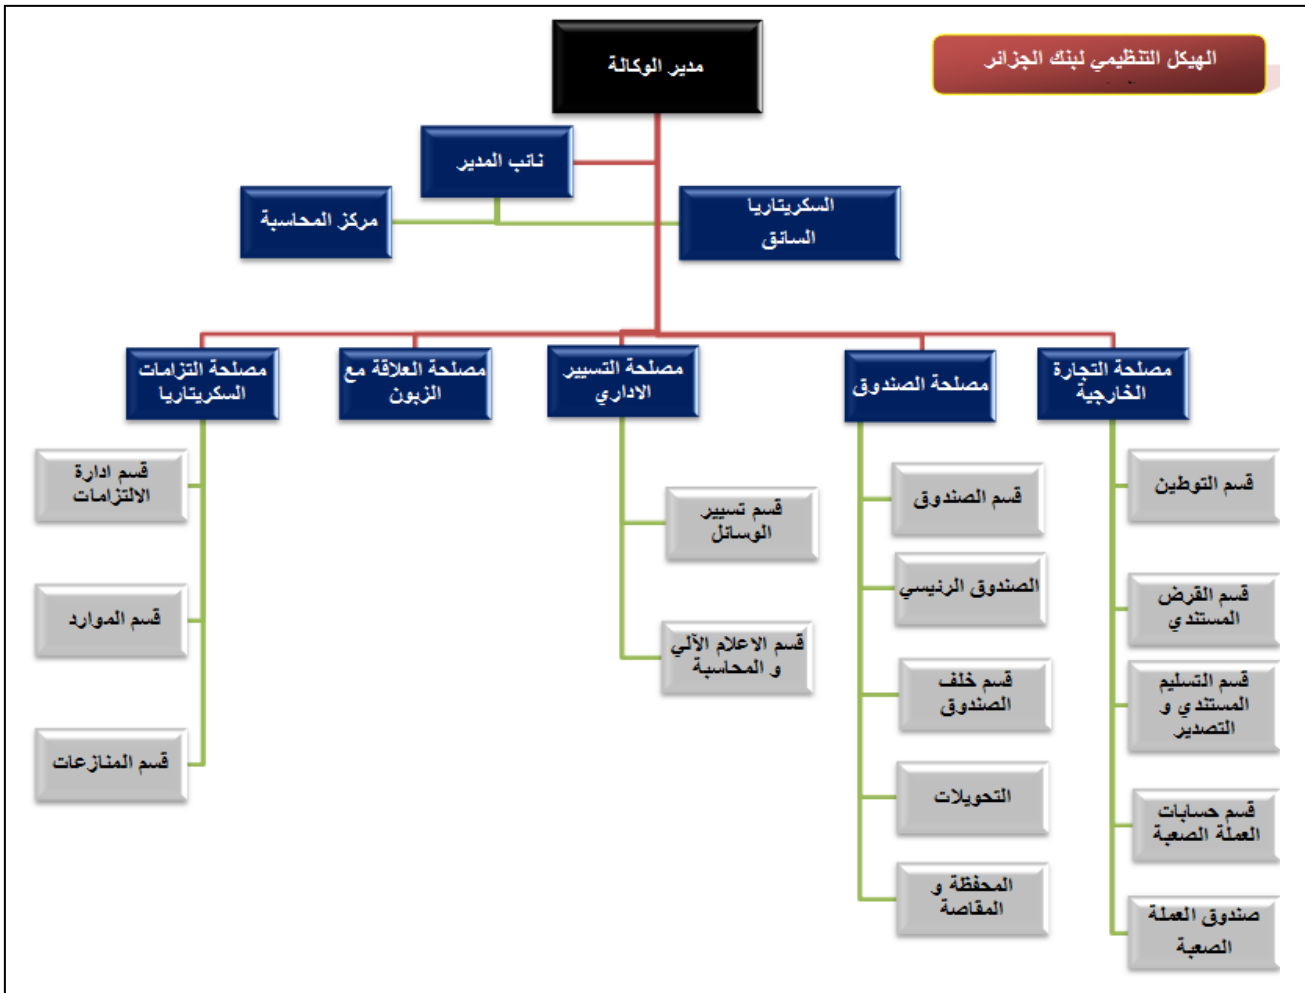 الهيكل التنظيمي لبنك الجزائر
مدير الوكالة
نائب المدير
السكريتاريا
السائق
مركز المحاسبة
مصلحة التجارة
الخارجية
مصلحة الصندوق
مصلحة التسيير
الاداري
مصلحة العلاقة مع
الزبون
مصلحة التزامات
السكريتاريا
قسم التوطين
قسم القرض
المستندي
قسم التسليم
المستندي و
التصدير
قسم حسابات
العملة الصعبة
صندوق العملة
الصعبة
قسم الصندوق
الصندوق الرئيسي
قسم خلف
الصندوق
التحويلات
المحفظة و
المقاصة
قسم تسيير
الوسائل
قسم الاعلام الآلي
و المحاسبة
قسم ادارة
الالتزامات
قسم الموارد
قسم المنازعات